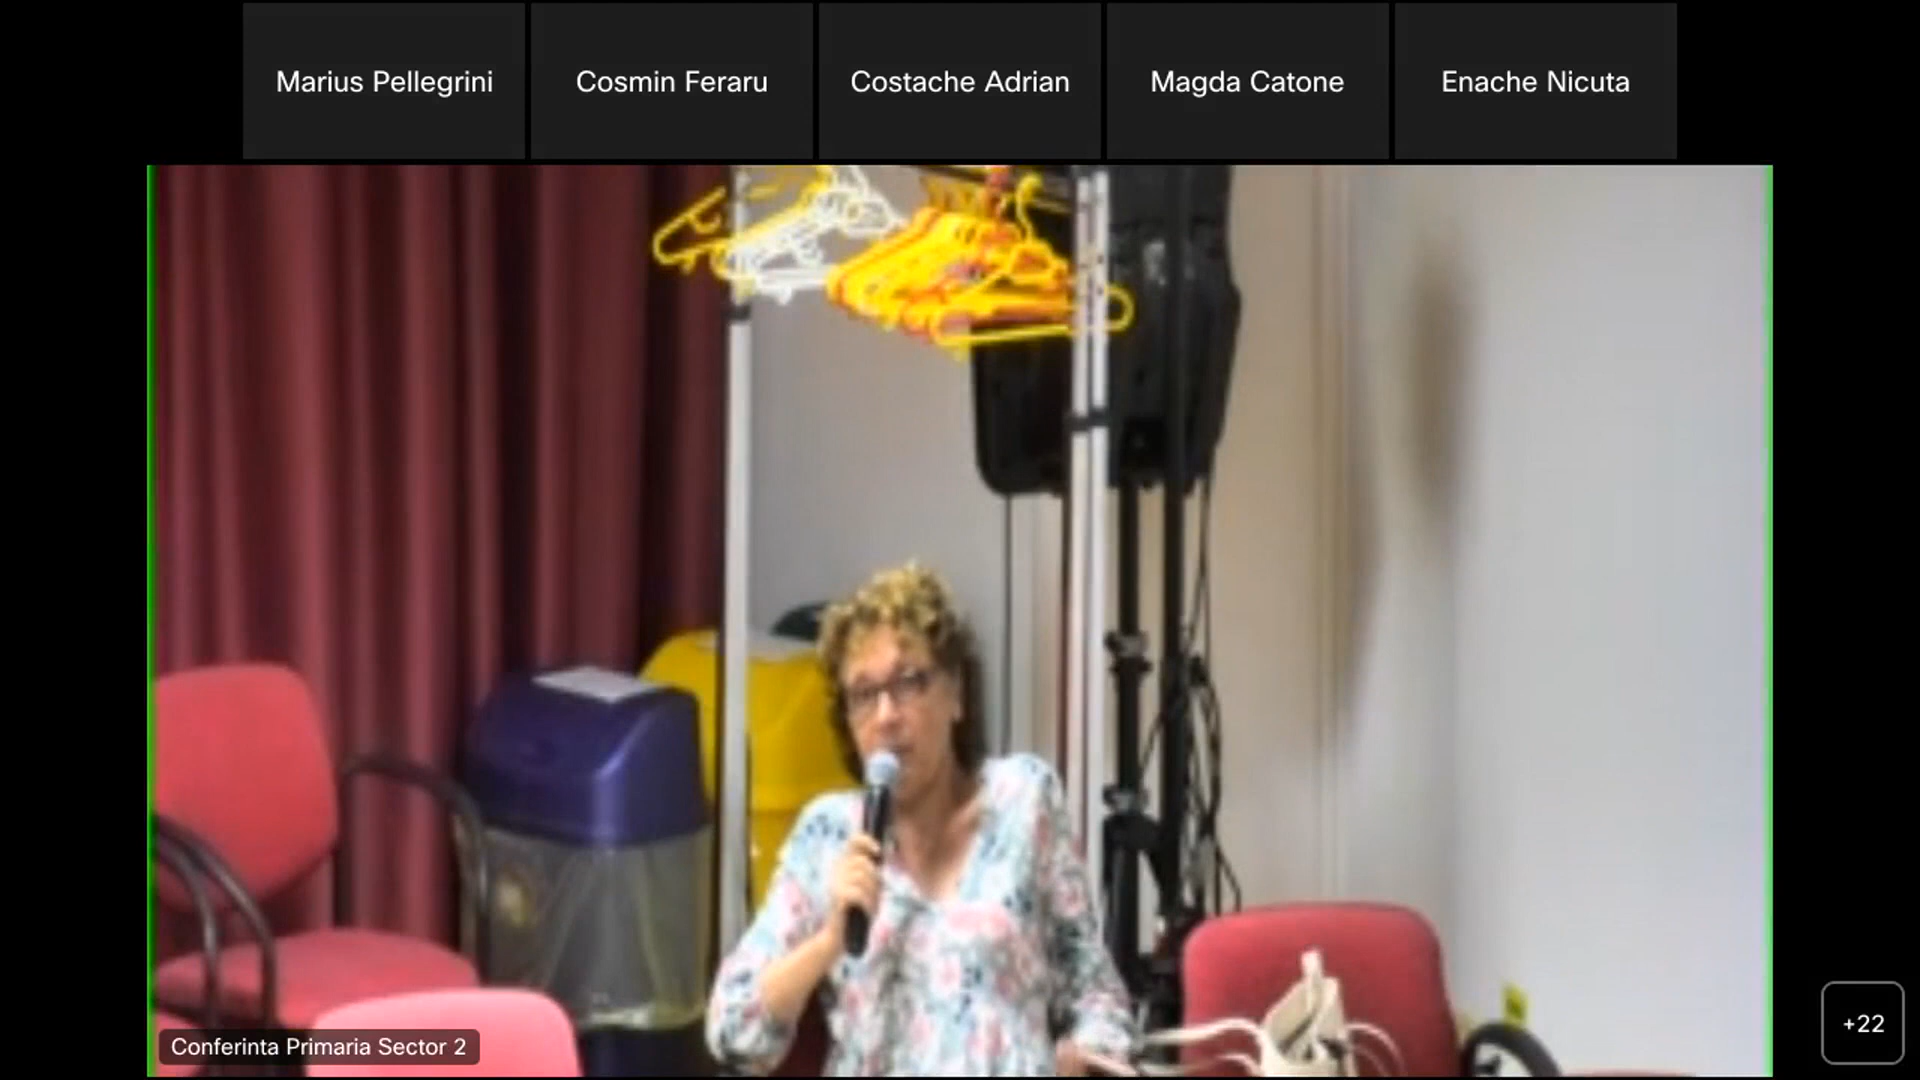 Marius Pellegrini
Cosmin Feraru
Costache Adrian
Magda Catone
Enache Nicuta
Conferinta Primaria Sector 2
+22